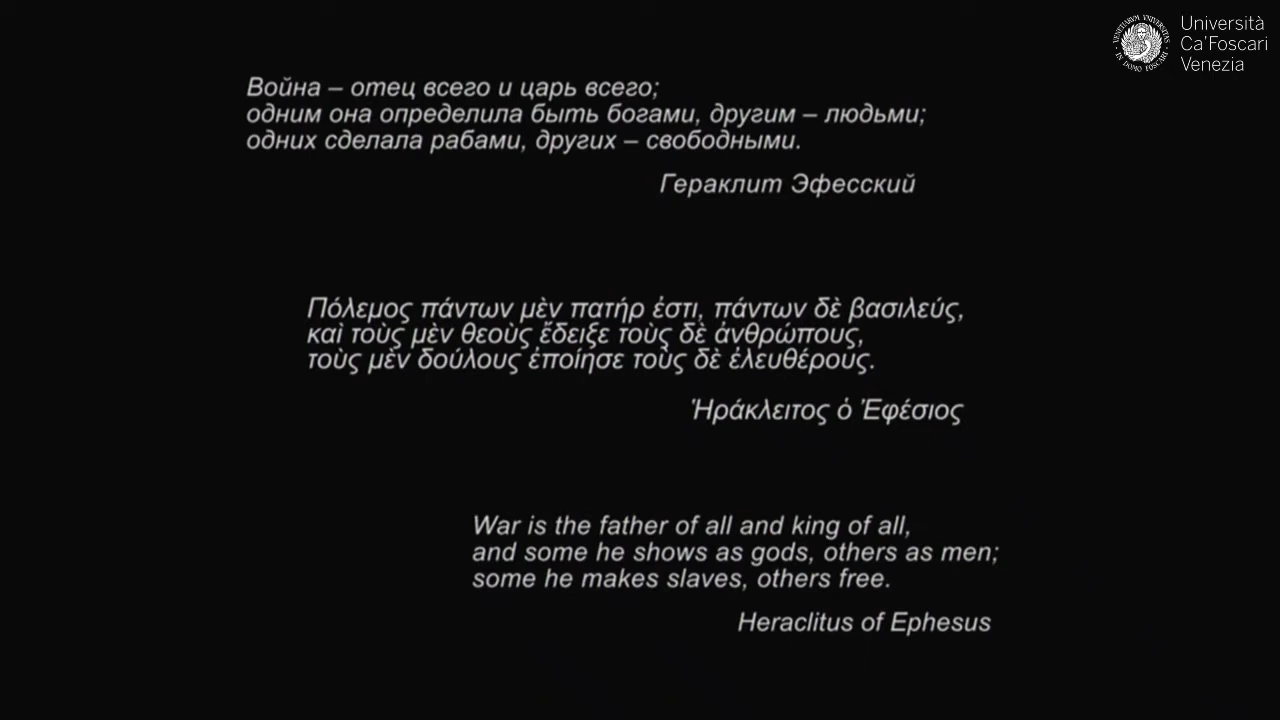 Università
Ca'Foscari
Venezia
Война – отец всего и царь всего;
одним она определила быть богами, другим – людьми;
одних сделала рабами, других – свободными.
Гераклит Эфесский
Πόλεμος πάντων μὲν πατήρ ἐστι, πάντων δὲ βασιλεύς,
καὶ τοὺς μὲν θεοὺς ἔδειξε τοὺς δὲ ἀνθρώπους,
τοὺς μὲν δούλους ἐποίησε τοὺς δὲ ἐλευθέρους.
Ἡράκλειτος ὁ Ἐφέσιος
War is the father of all and king of all,
and some he shows as gods, others as men;
some he makes slaves, others free.
Heraclitus of Ephesus